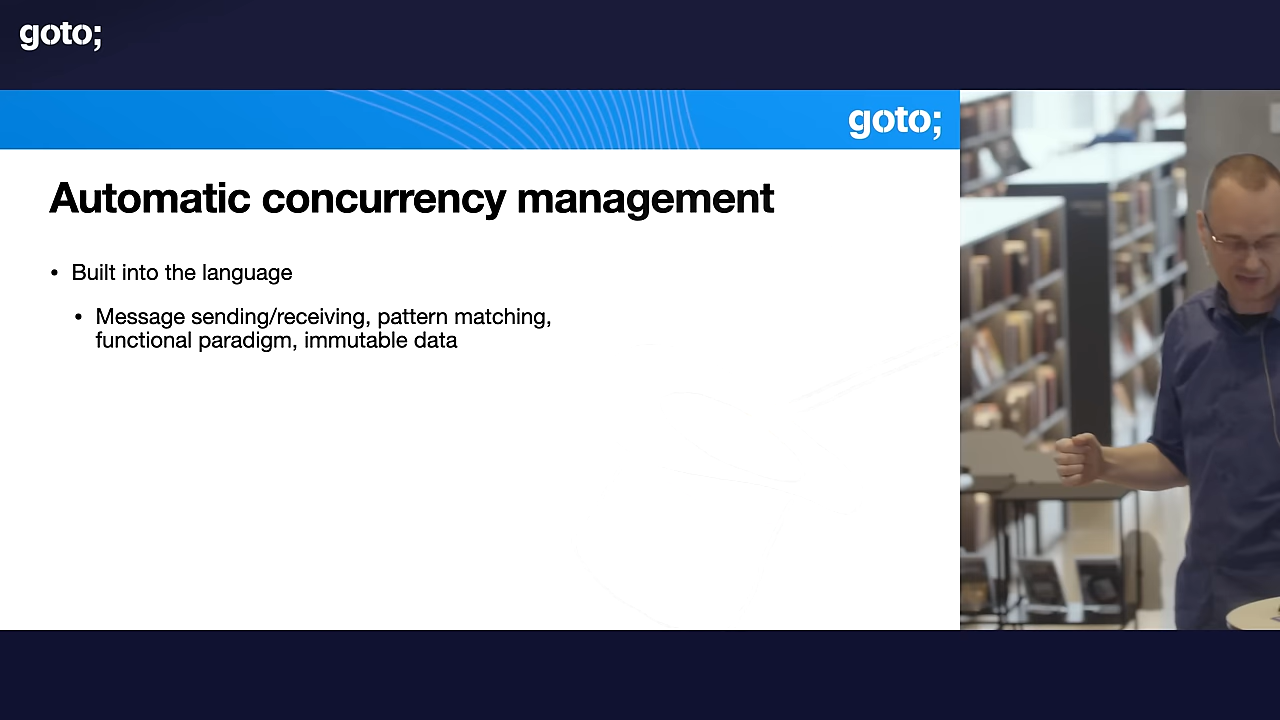 goto;
goto;
Automatic concurrency management
• Built into the language
• Message sending/receiving, pattern matching,
functional paradigm, immutable data